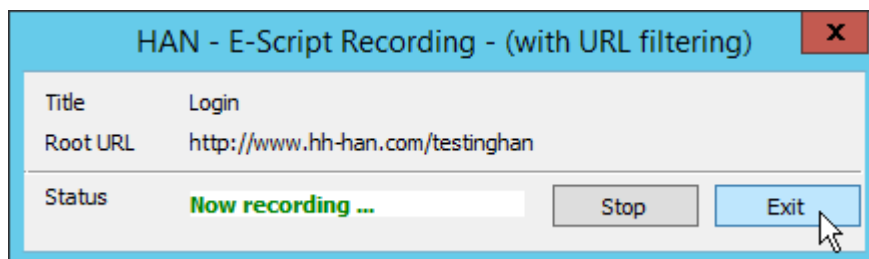 HAN - E-Script Recording - (with URL filtering) x
Title Login
Root URL http://www.hh-han.com/testinghan
Status Now recording ... Stop Exit